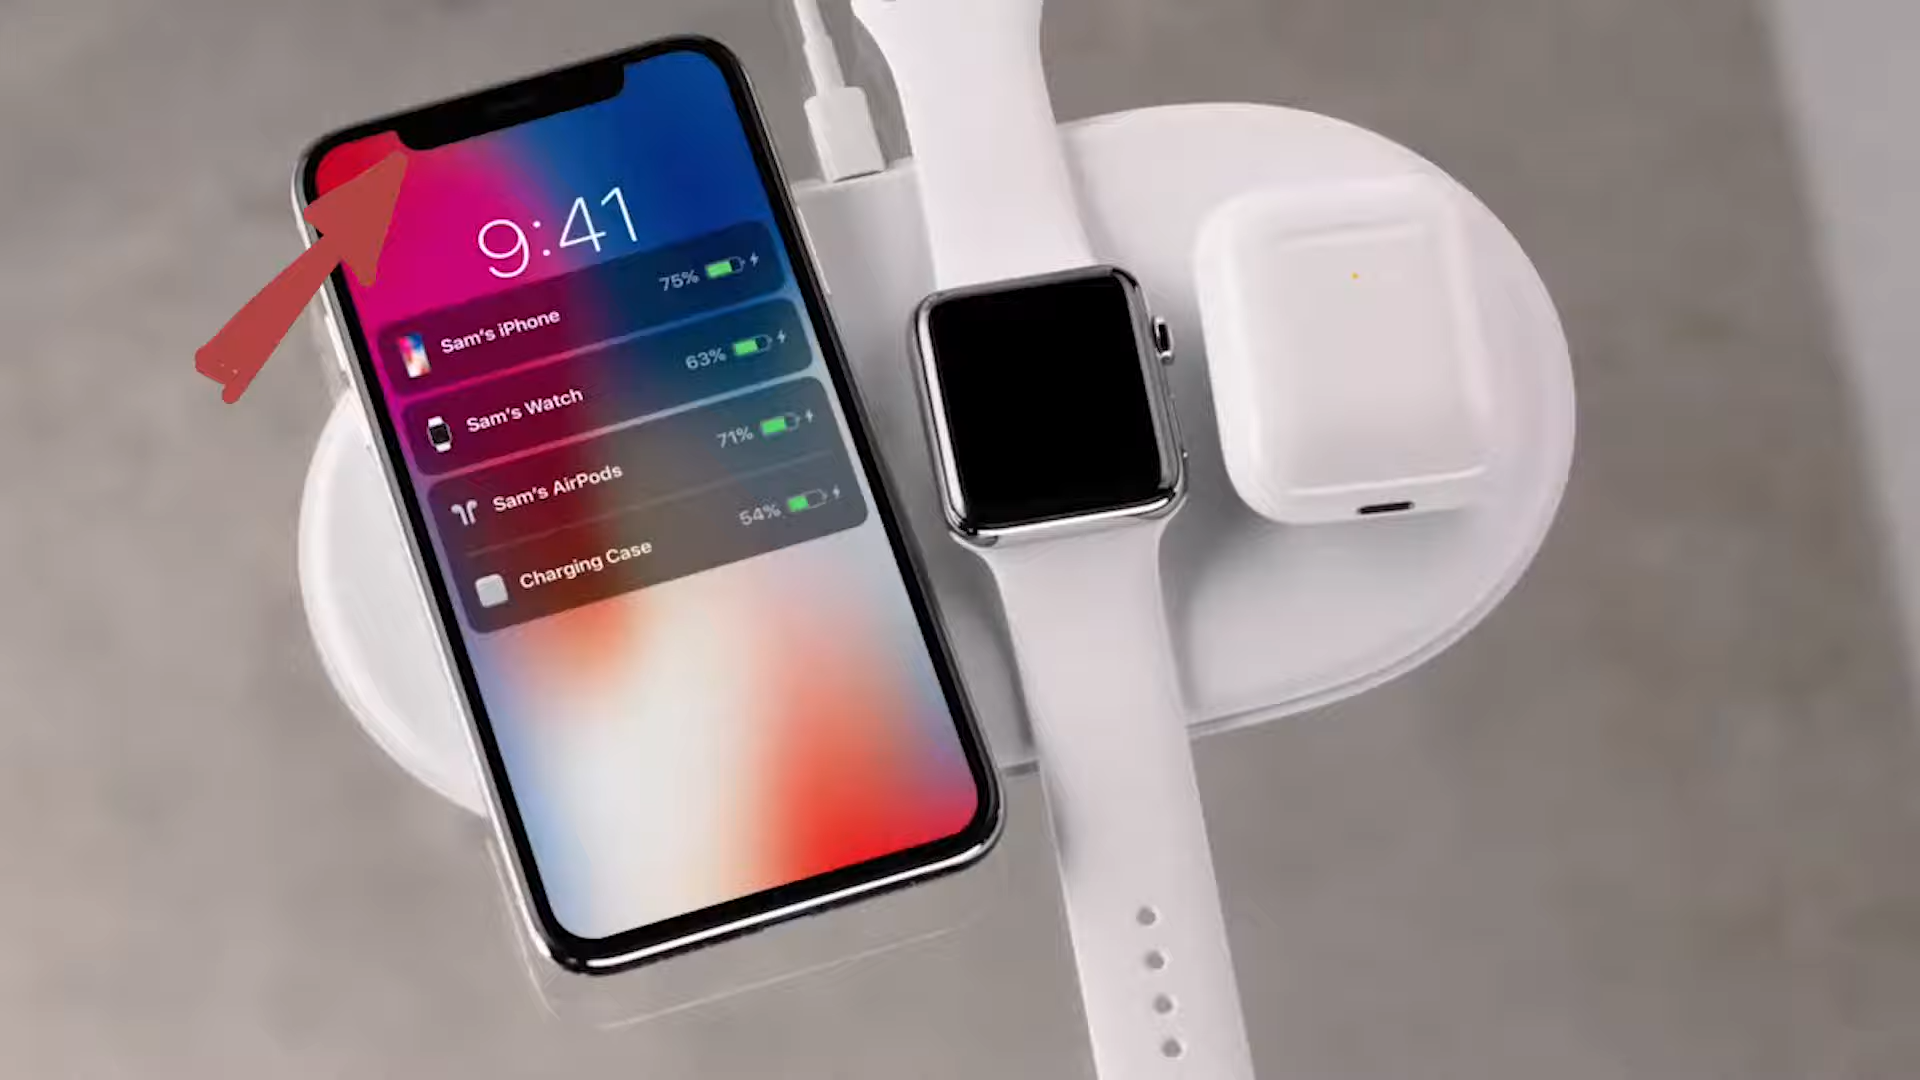 9:41
Sam's iPhone 75%
Sam's Watch 63%
Sam's AirPods 71%
Charging Case 54%